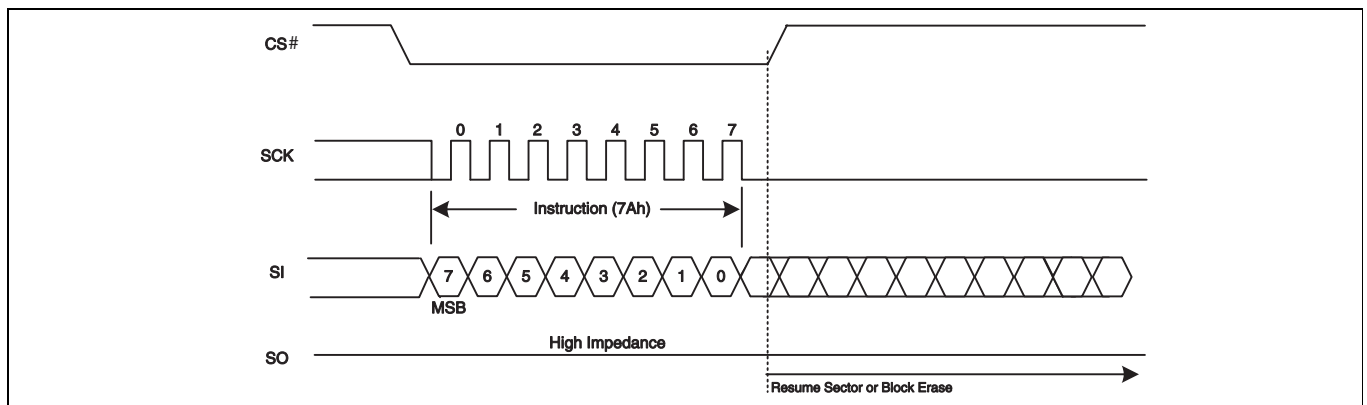 CS#
0 1 2 3 4 5 6 7
SCK
Instruction (7Ah)
SI
7 6 5 4 3 2 1 0
MSB
High Impedance
SO
Resume Sector or Block Erase